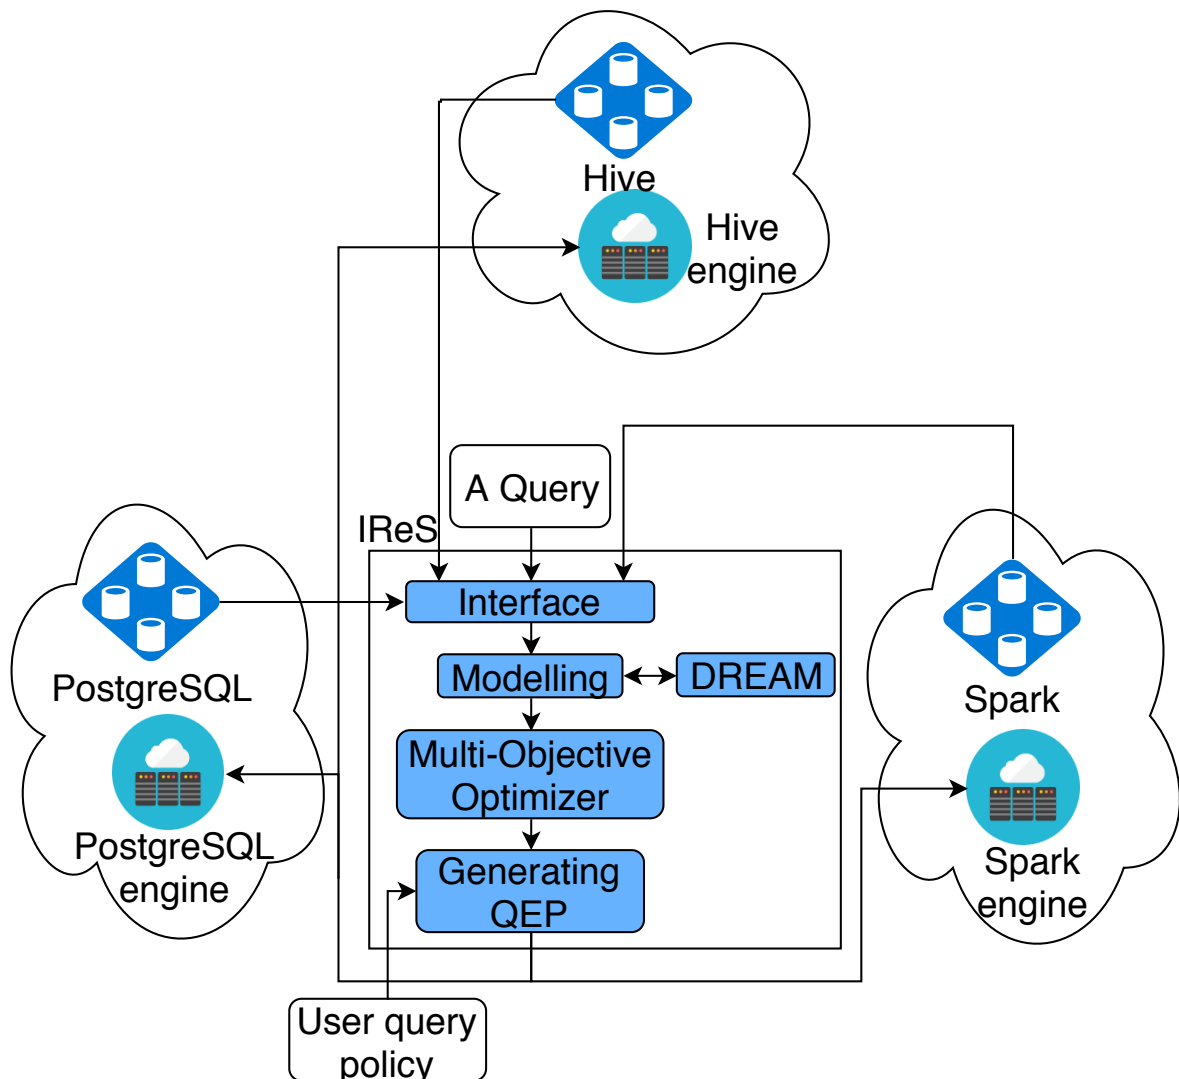 Hive
Hive
engine
A Query
IReS
Interface
Modelling
DREAM
Multi-Objective
Optimizer
Generating
QEP
User query
policy
PostgreSQL
PostgreSQL
engine
Spark
Spark
engine